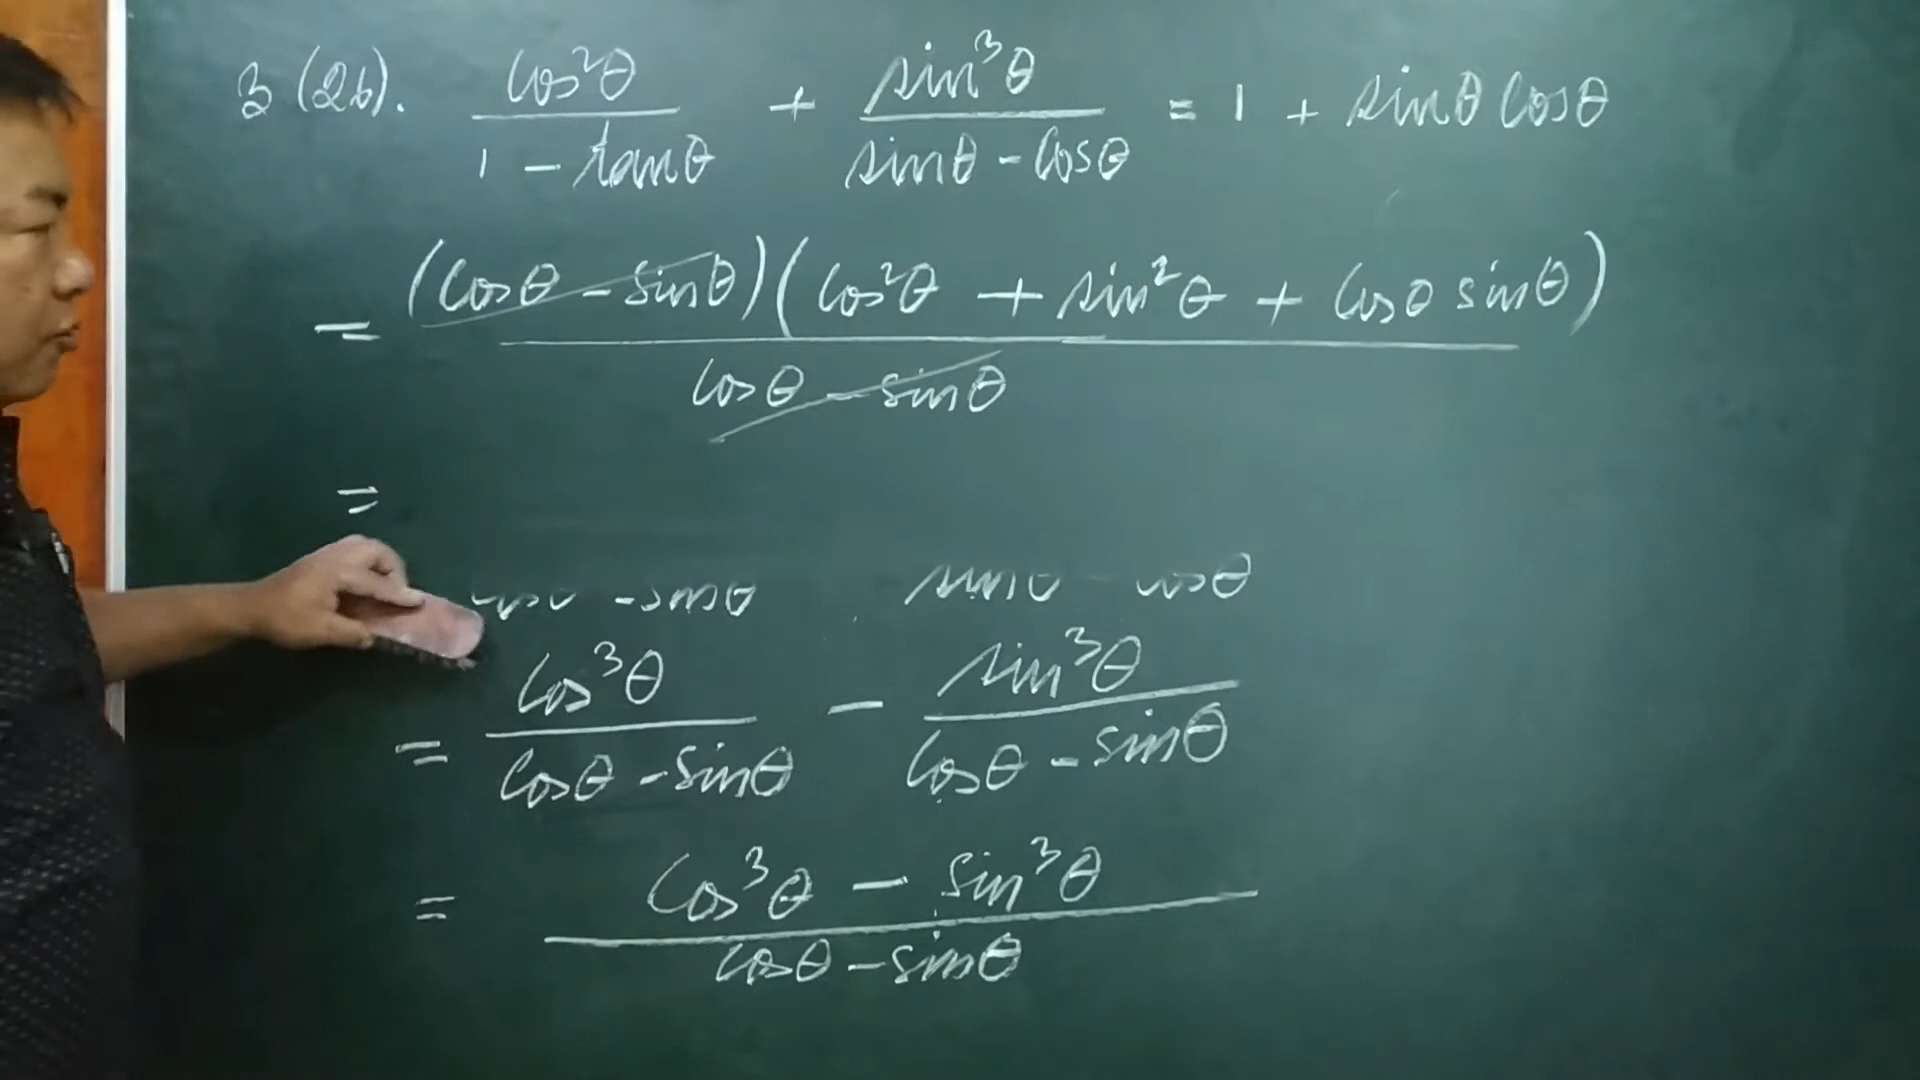 3 (2b). cos²θ / 1 - tanθ + sin³θ / sinθ - cosθ = 1 + sinθ cosθ
= (cosθ - sinθ)(cos²θ + sin²θ + cosθ sinθ) / cosθ - sinθ
=
cosθ - sinθ sinθ - cosθ
= cos³θ / cosθ - sinθ - sin³θ / cosθ - sinθ
= cos³θ - sin³θ / cosθ - sinθ